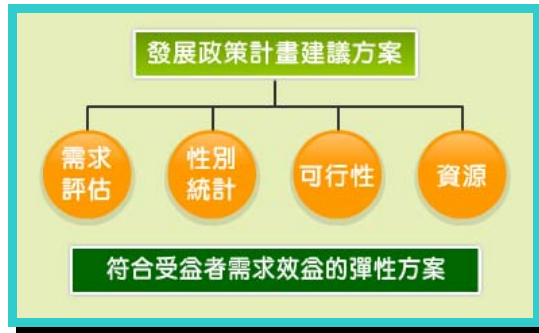 發展政策計畫建議方案
需求
評估
性別
統計
可行性
資源
符合受益者需求效益的彈性方案